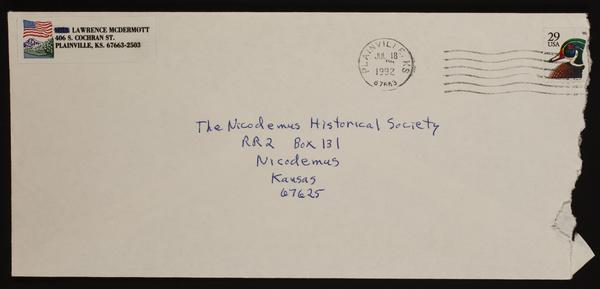 LAWRENCE MCDERMOTT
406 S. COCHRAN ST.
PLAINVILLE, KS. 67663-2503
PLAINVILLE, KS
JUL 18
1992
67663
29
USA
The Nicodemus Historical Society
RR2 Box 131
Nicodemus
Kansas
67625